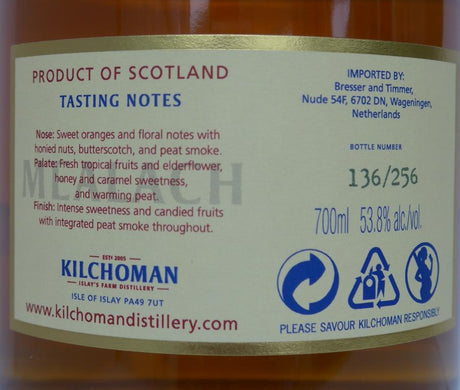 PRODUCT OF SCOTLAND
TASTING NOTES
Nose: Sweet oranges and floral notes with
honied nuts, butterscotch, and peat smoke.
Palate: Fresh tropical fruits and elderflower,
honey and caramel sweetness,
and warming peat.
Finish: Intense sweetness and candied fruits
with integrated peat smoke throughout.
EST 2005
KILCHOMAN
ISLAY'S FARM DISTILLERY
ISLE OF ISLAY PA49 7UT
www.kilchomandistillery.com
IMPORTED BY:
Bresser and Timmer,
Nude 54F, 6702 DN, Wageningen,
Netherlands
BOTTLE NUMBER
136/256
700ml 53.8% alc./vol.
PLEASE SAVOUR KILCHOMAN RESPONSIBLY